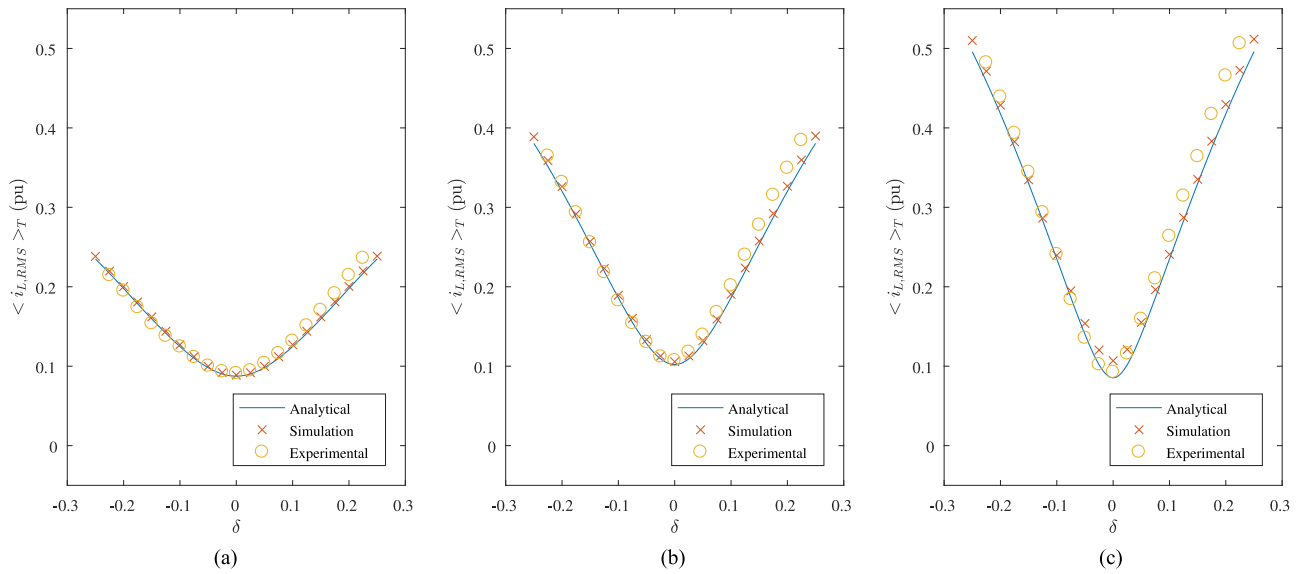 0.5
0.4
0.3
0.2
0.1
0
-0.3 -0.2 -0.1 0 0.1 0.2 0.3
< i_{L,RMS} >_T (pu)
δ
Analytical
Simulation
Experimental
(a)
0.5
0.4
0.3
0.2
0.1
0
-0.3 -0.2 -0.1 0 0.1 0.2 0.3
< i_{L,RMS} >_T (pu)
δ
Analytical
Simulation
Experimental
(b)
0.5
0.4
0.3
0.2
0.1
0
-0.3 -0.2 -0.1 0 0.1 0.2 0.3
< i_{L,RMS} >_T (pu)
δ
Analytical
Simulation
Experimental
(c)